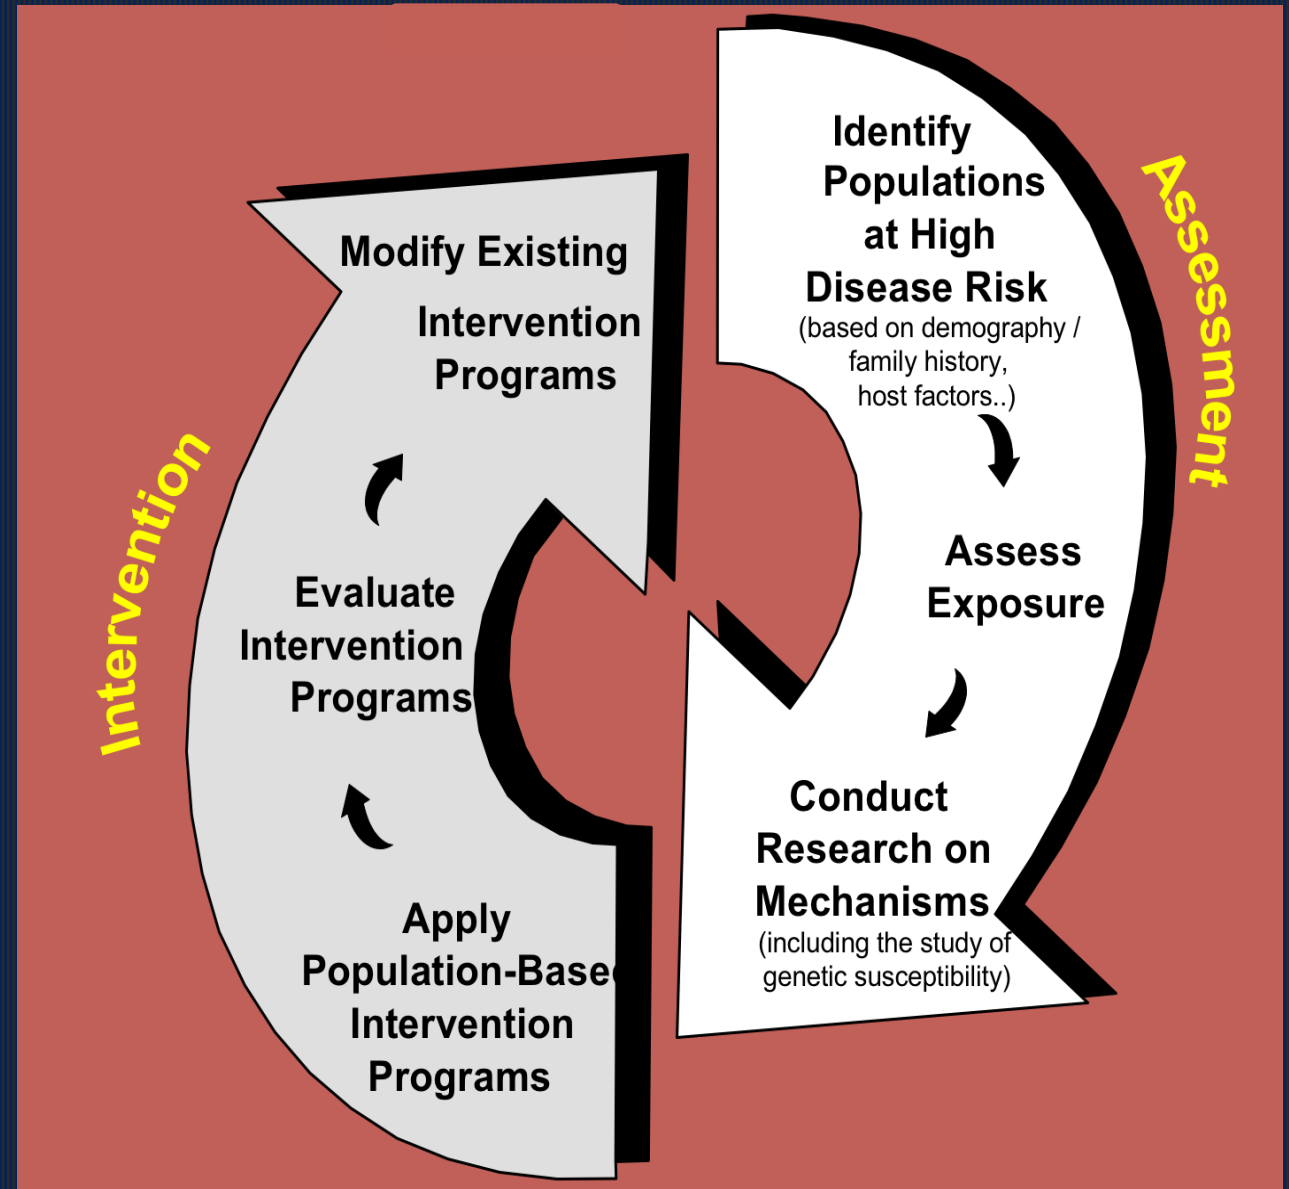 Assessment
Identify
Populations
at High
Disease Risk
(based on demography /
family history,
host factors..)
Assess
Exposure
Conduct
Research on
Mechanisms
(including the study of
genetic susceptibility)
Intervention
Apply
Population-Based
Intervention
Programs
Evaluate
Intervention
Programs
Modify Existing
Intervention
Programs